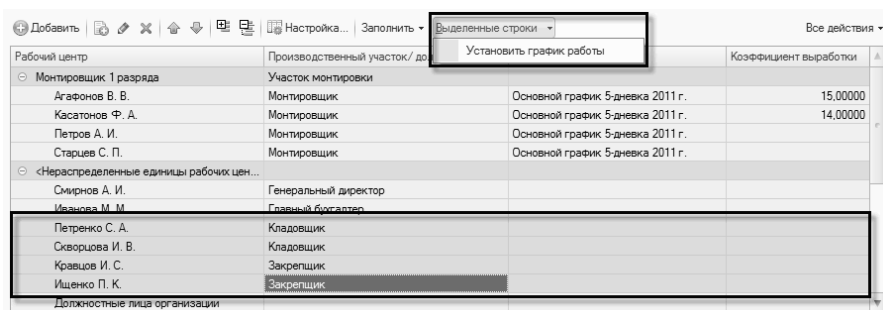 Добавить Настройка... Заполнить Выделенные строки Все действия
Установить график работы
Рабочий центр Производственный участок/ до Коэффициент выработки
Монтировщик 1 разряда Участок монтировки
Агафонов В. В. Монтировщик Основной график 5-дневка 2011 г. 15,00000
Касатонов Ф. А. Монтировщик Основной график 5-дневка 2011 г. 14,00000
Петров А. И. Монтировщик Основной график 5-дневка 2011 г.
Старцев С. П. Монтировщик Основной график 5-дневка 2011 г.
<Нераспределенные единицы рабочих цен...
Смирнов А. И. Генеральный директор
Иванова М. М. Главный бухгалтер
Петренко С. А. Кладовщик
Скворцова И. В. Кладовщик
Кравцов И. С. Закрепщик
Ищенко П. К. Закрепщик
Должностные лица организации